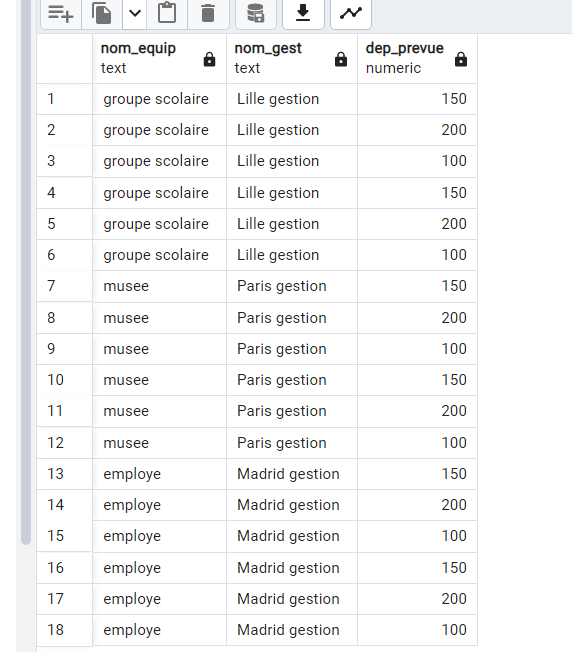 nom_equip nom_gest dep_prevue
text text numeric
1 groupe scolaire Lille gestion 150
2 groupe scolaire Lille gestion 200
3 groupe scolaire Lille gestion 100
4 groupe scolaire Lille gestion 150
5 groupe scolaire Lille gestion 200
6 groupe scolaire Lille gestion 100
7 musee Paris gestion 150
8 musee Paris gestion 200
9 musee Paris gestion 100
10 musee Paris gestion 150
11 musee Paris gestion 200
12 musee Paris gestion 100
13 employe Madrid gestion 150
14 employe Madrid gestion 200
15 employe Madrid gestion 100
16 employe Madrid gestion 150
17 employe Madrid gestion 200
18 employe Madrid gestion 100